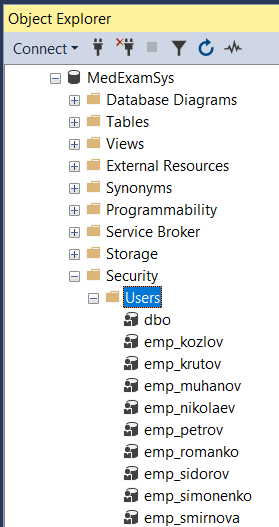 Object Explorer
Connect
MedExamSys
Database Diagrams
Tables
Views
External Resources
Synonyms
Programmability
Service Broker
Storage
Security
Users
dbo
emp_kozlov
emp_krutov
emp_muhanov
emp_nikolaev
emp_petrov
emp_romanko
emp_sidorov
emp_simonenko
emp_smirnova